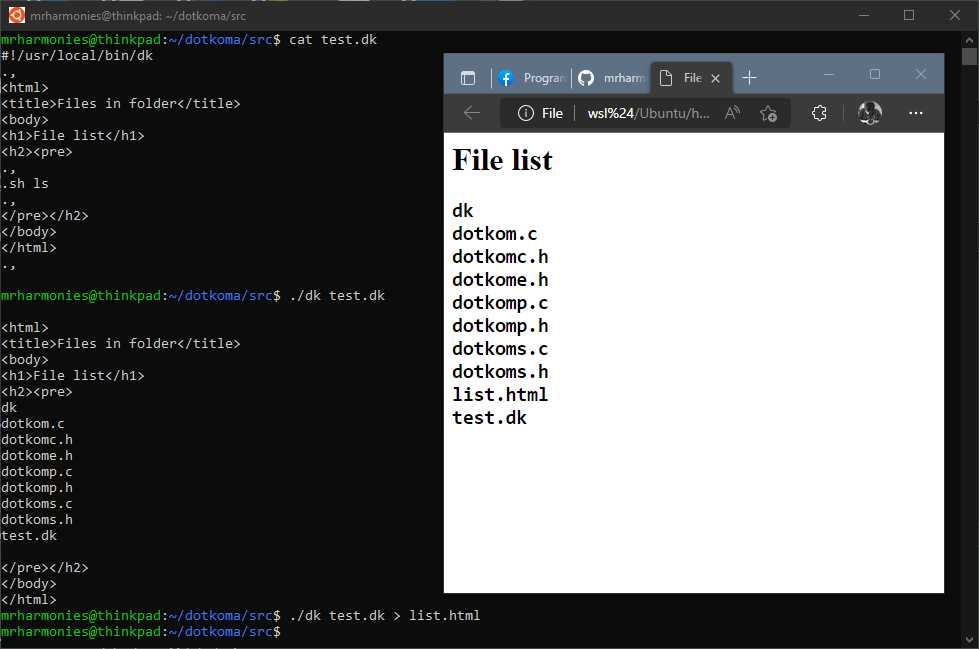 mrharmonies@thinkpad: ~/dotkoma/src
mrharmonies@thinkpad:~/dotkoma/src$ cat test.dk
#!/usr/local/bin/dk
.,
<html>
<title>Files in folder</title>
<body>
<h1>File list</h1>
<h2><pre>
.,
.sh ls
.,
</pre></h2>
</body>
</html>
.,
mrharmonies@thinkpad:~/dotkoma/src$ ./dk test.dk
<html>
<title>Files in folder</title>
<body>
<h1>File list</h1>
<h2><pre>
dk
dotkom.c
dotkomc.h
dotkome.h
dotkomp.c
dotkomp.h
dotkoms.c
dotkoms.h
test.dk
</pre></h2>
</body>
</html>
mrharmonies@thinkpad:~/dotkoma/src$ ./dk test.dk > list.html
mrharmonies@thinkpad:~/dotkoma/src$
Program mrharm File
File wsl%24/Ubuntu/h...
File list
dk
dotkom.c
dotkomc.h
dotkome.h
dotkomp.c
dotkomp.h
dotkoms.c
dotkoms.h
list.html
test.dk